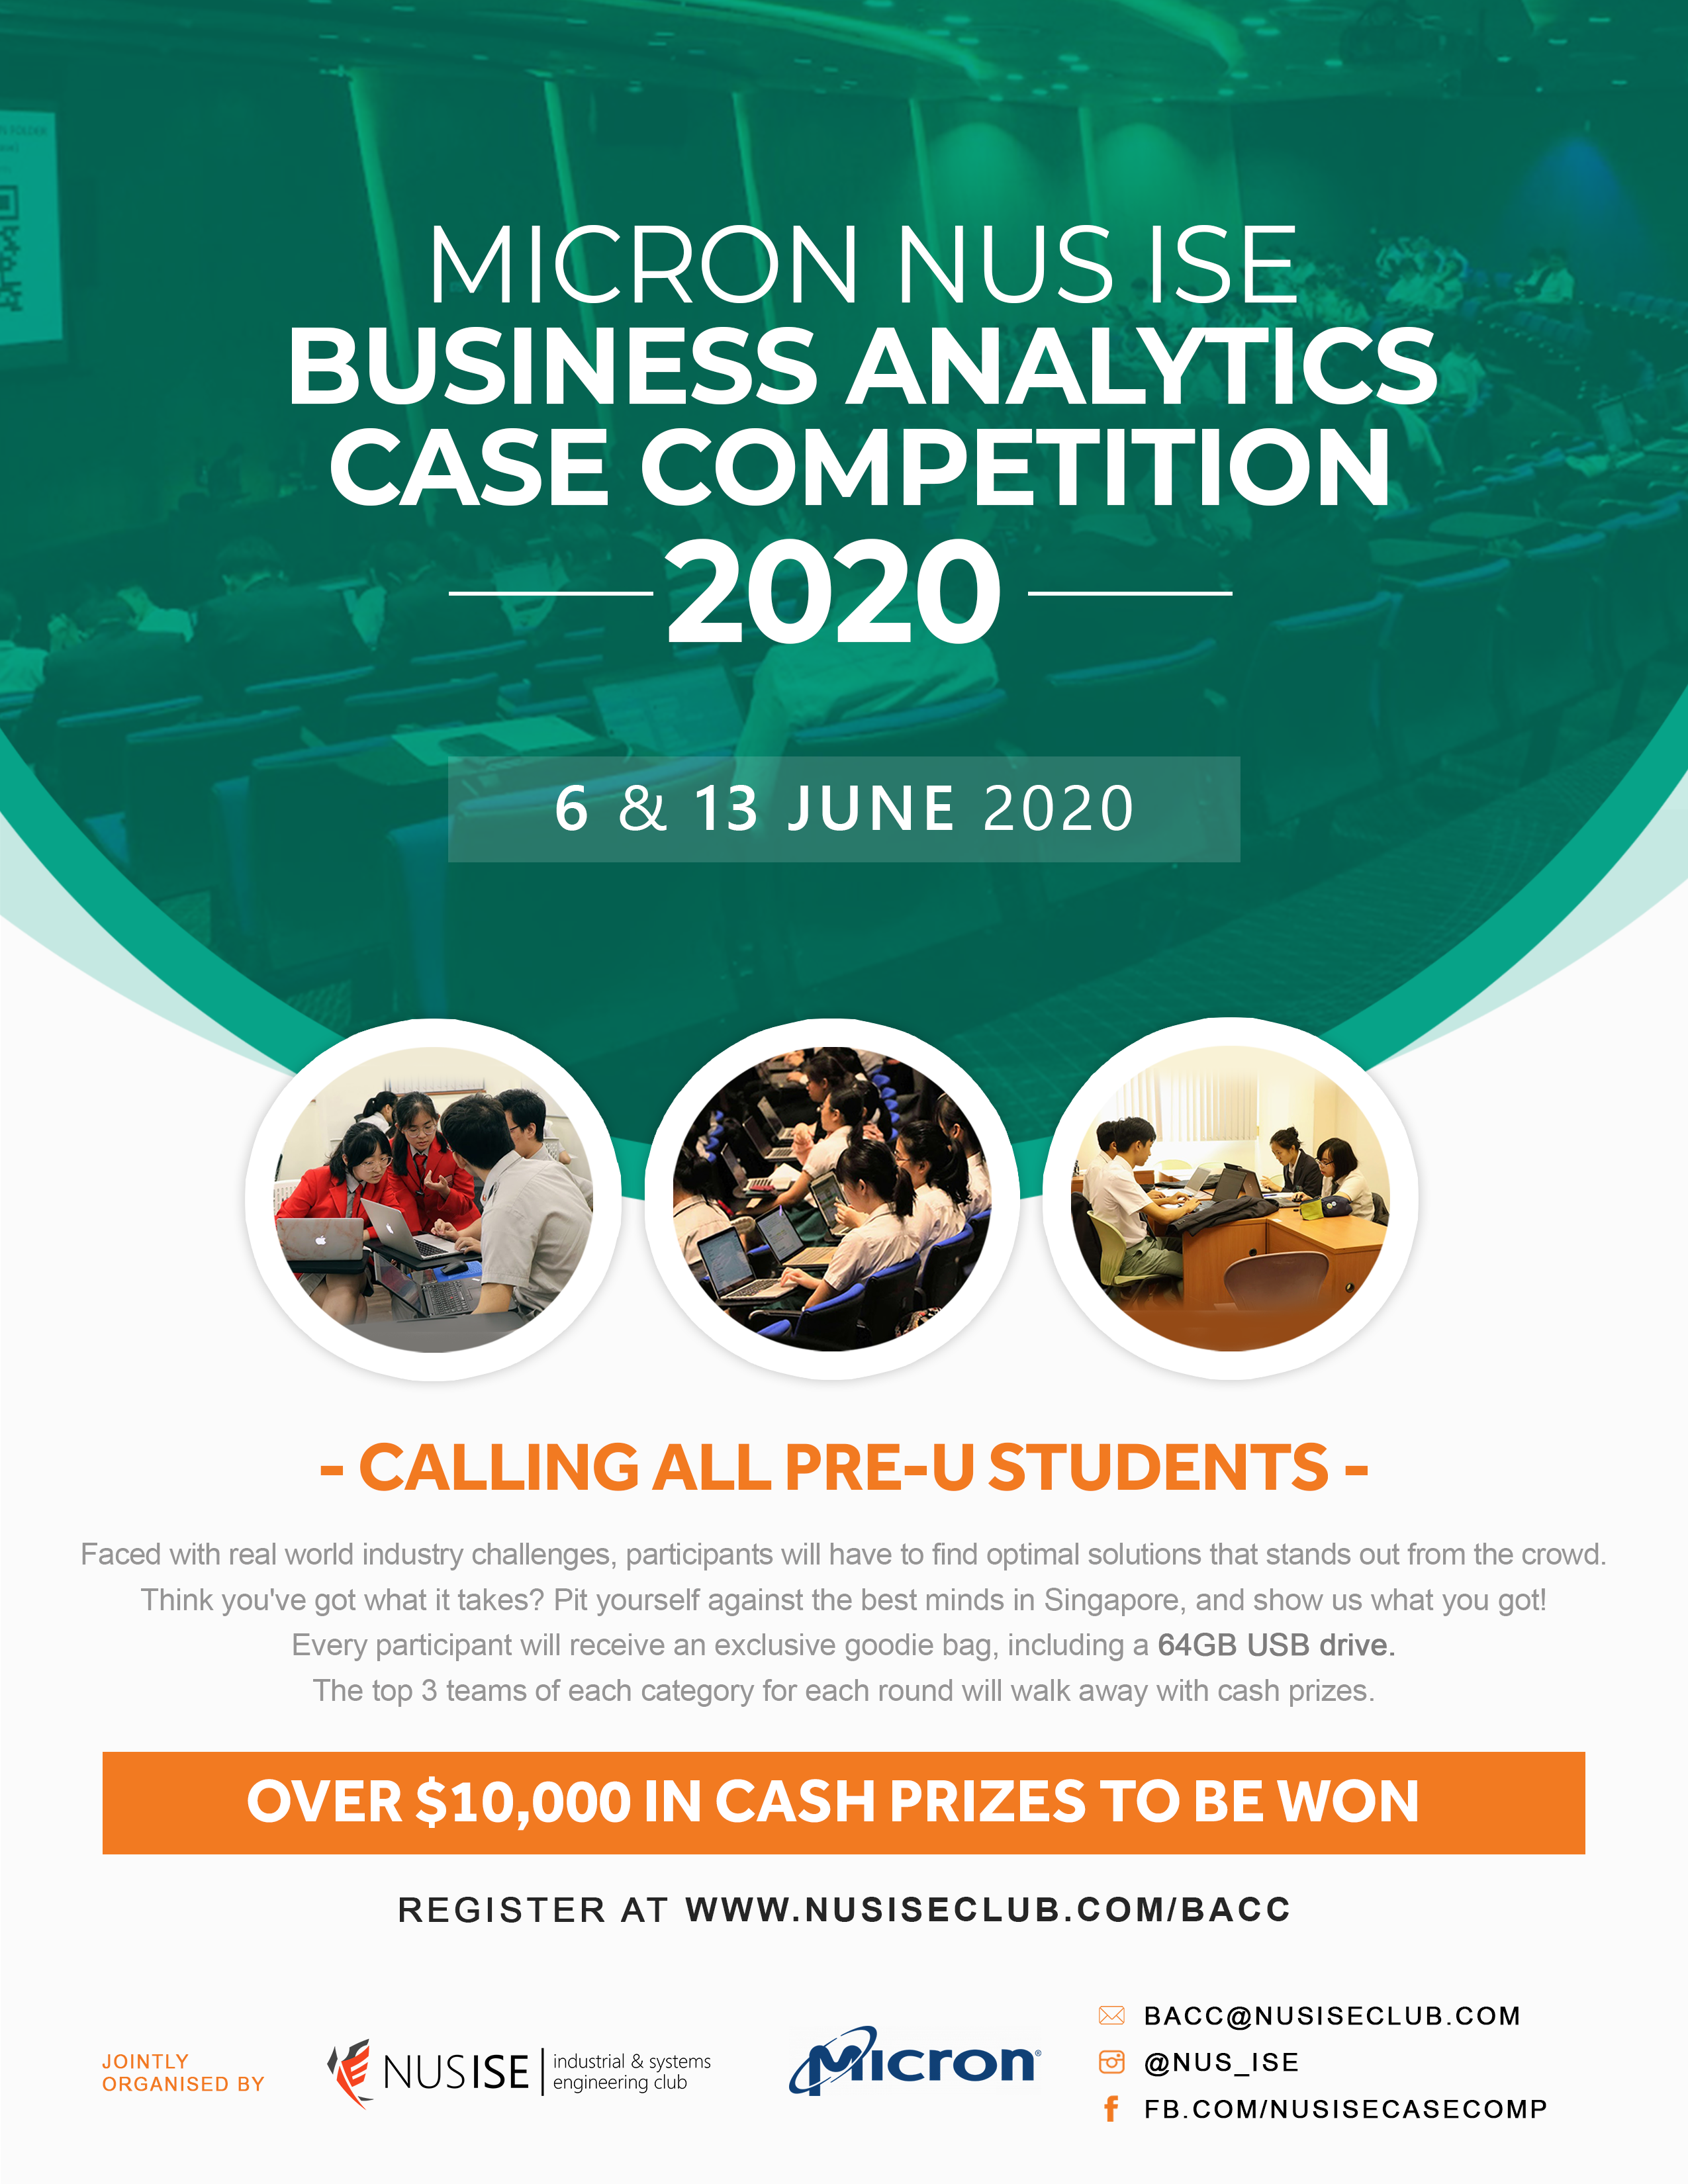 MICRON NUS ISE
BUSINESS ANALYTICS
CASE COMPETITION
2020
6 & 13 JUNE 2020
- CALLING ALL PRE-U STUDENTS -
Faced with real world industry challenges, participants will have to find optimal solutions that stands out from the crowd.
Think you've got what it takes? Pit yourself against the best minds in Singapore, and show us what you got!
Every participant will receive an exclusive goodie bag, including a 64GB USB drive.
The top 3 teams of each category for each round will walk away with cash prizes.
OVER $10,000 IN CASH PRIZES TO BE WON
REGISTER AT WWW.NUSISECLUB.COM/BACC
JOINTLY
ORGANISED BY
NUSISE
industrial & systems
engineering club
Micron®
BACC@NUSISECLUB.COM
@NUS_ISE
FB.COM/NUSISECASECOMP